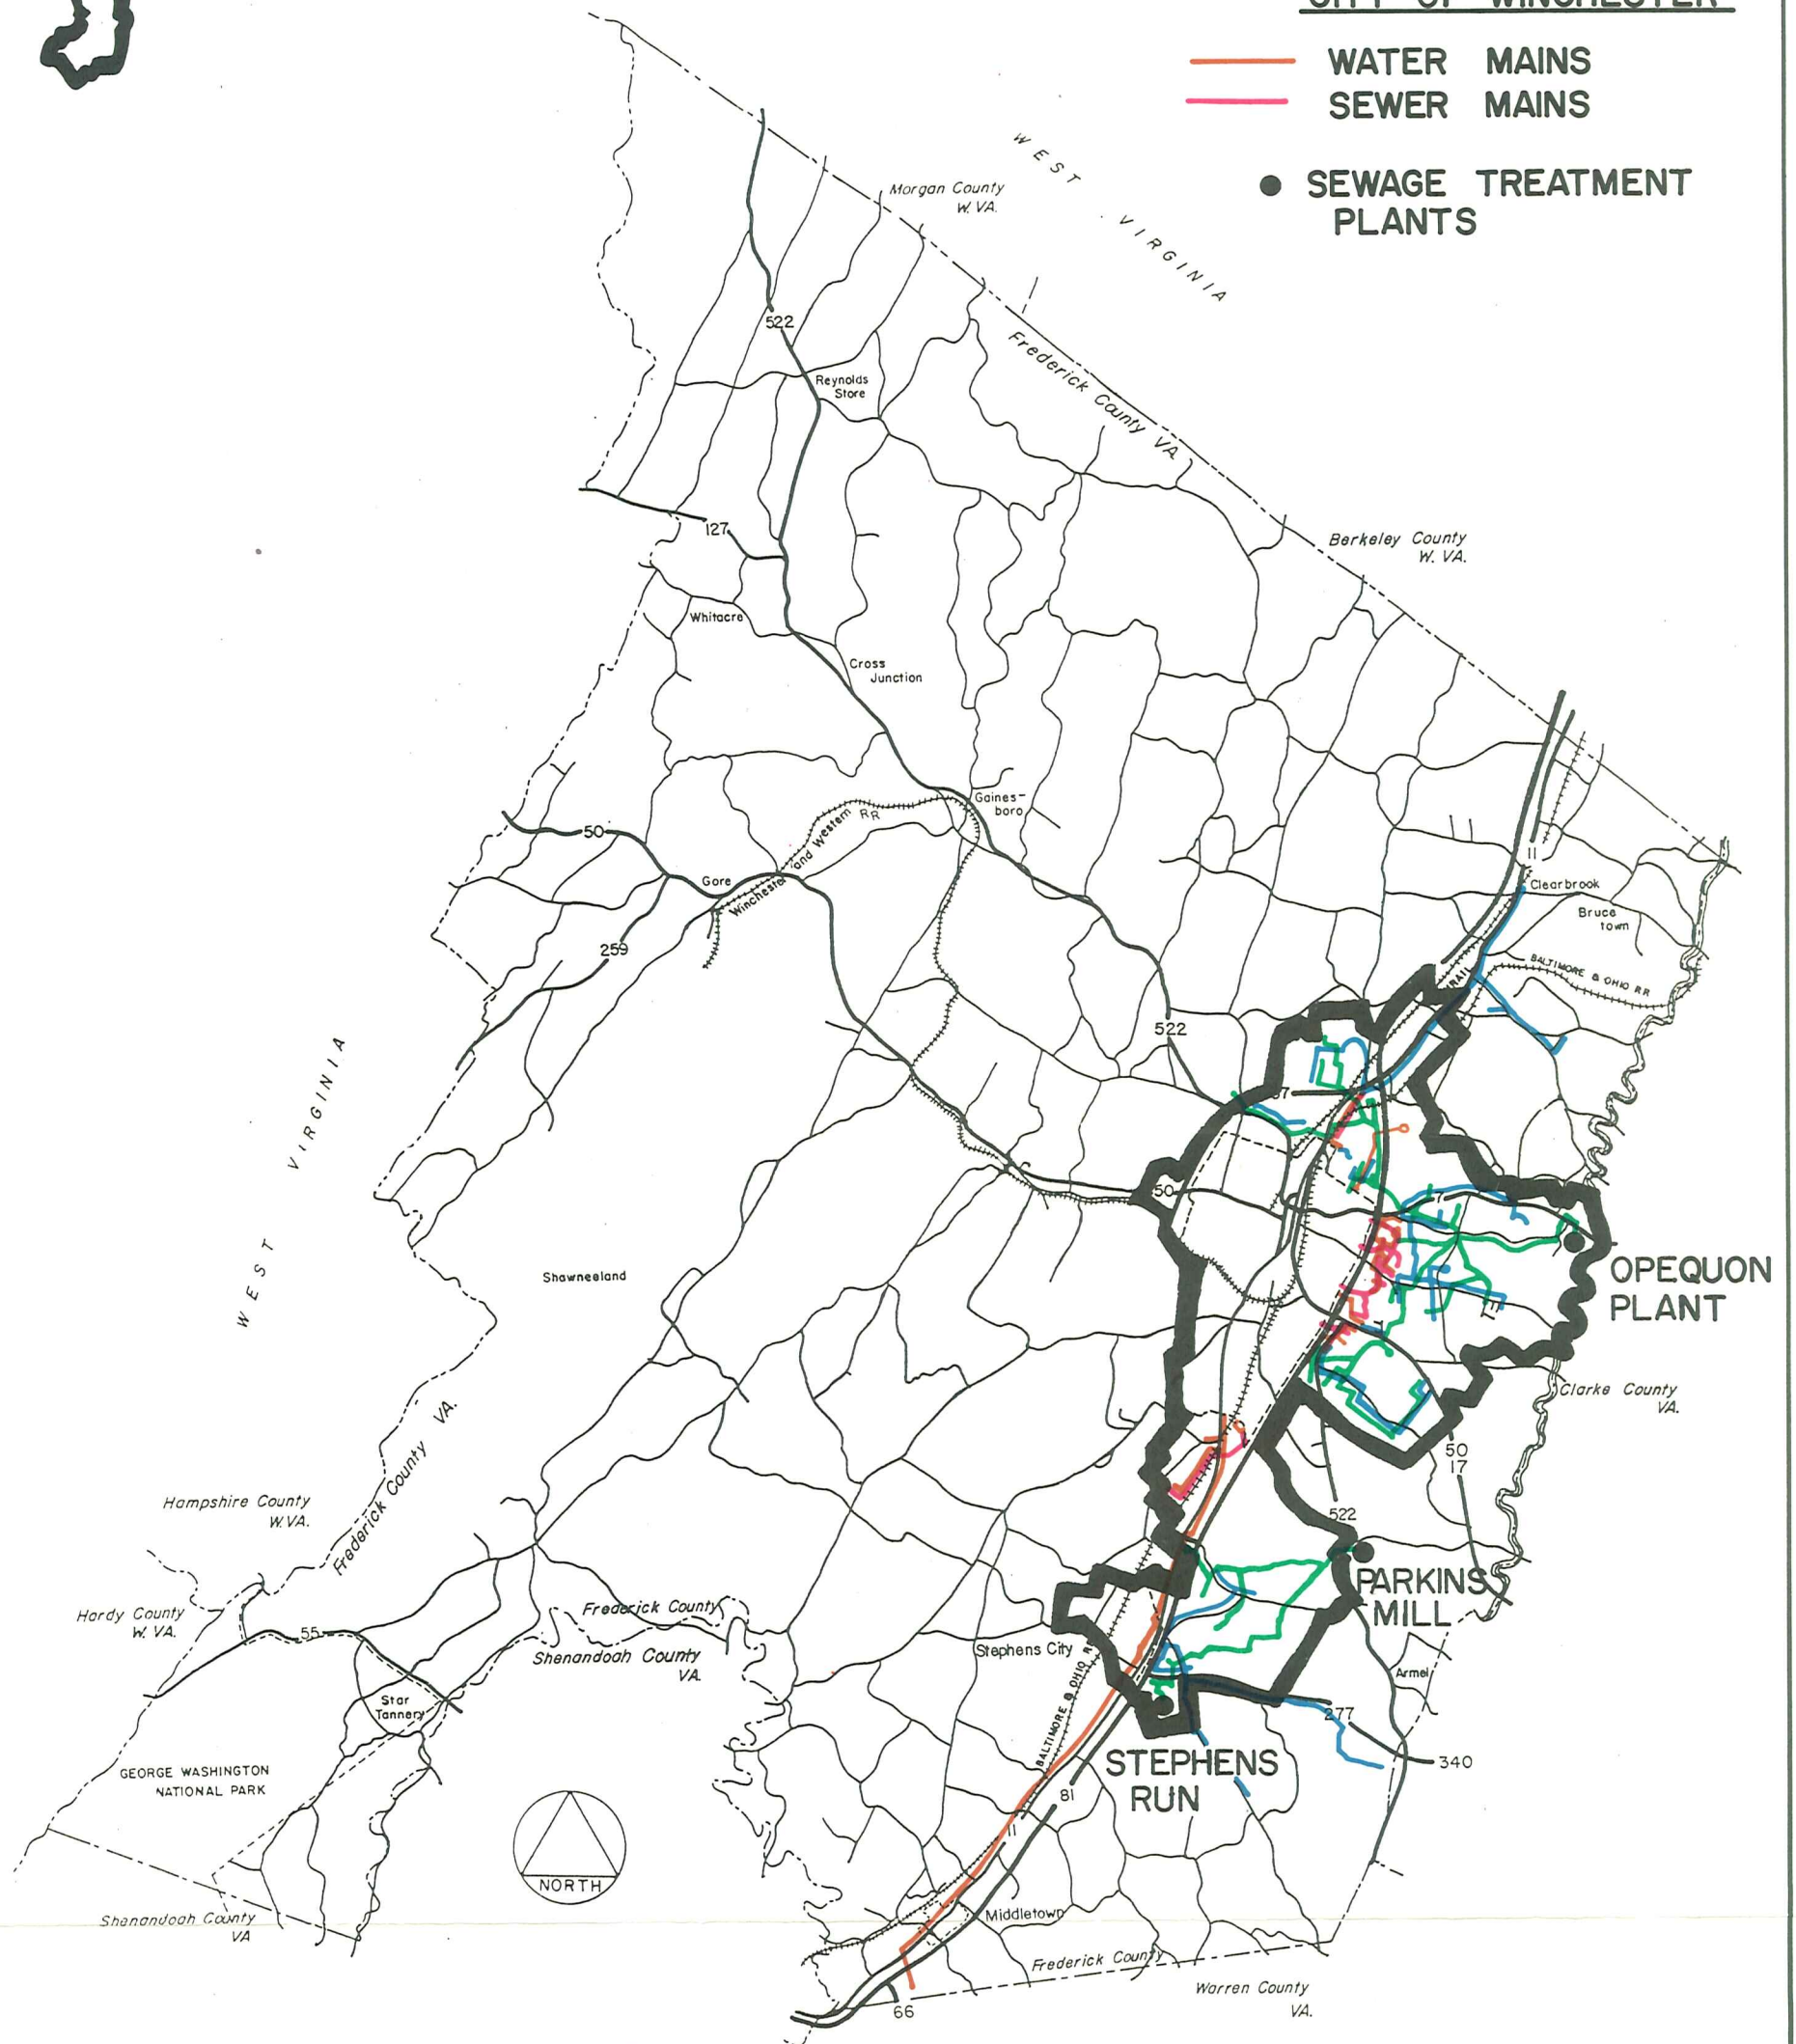 CITY OF WINCHESTER
WATER MAINS
SEWER MAINS
SEWAGE TREATMENT
PLANTS
WEST VIRGINIA
Morgan County
W. VA.
522
Frederick County VA.
Reynolds
Store
127
Berkeley County
W. VA.
Whitacre
Cross
Junction
Gaines-
boro
50
Winchester and Western RR
Gore
11
Clearbrook
Bruce
town
259
BALTIMORE & OHIO RR
RAIL
522
WEST VIRGINIA
37
50
7
OPEQUON
PLANT
Shawneeland
Clarke County
VA.
50
17
Frederick County VA.
Hampshire County
W.VA.
522
PARKINS
MILL
Hardy County
W. VA.
55
Frederick County
Shenandoah County
VA.
Stephens City
BALTIMORE & OHIO R
Armel
Star
Tannery
277
340
GEORGE WASHINGTON
NATIONAL PARK
STEPHENS
RUN
81
11
NORTH
Middletown
Shenandoah County
VA
Frederick County
Warren County
VA.
66